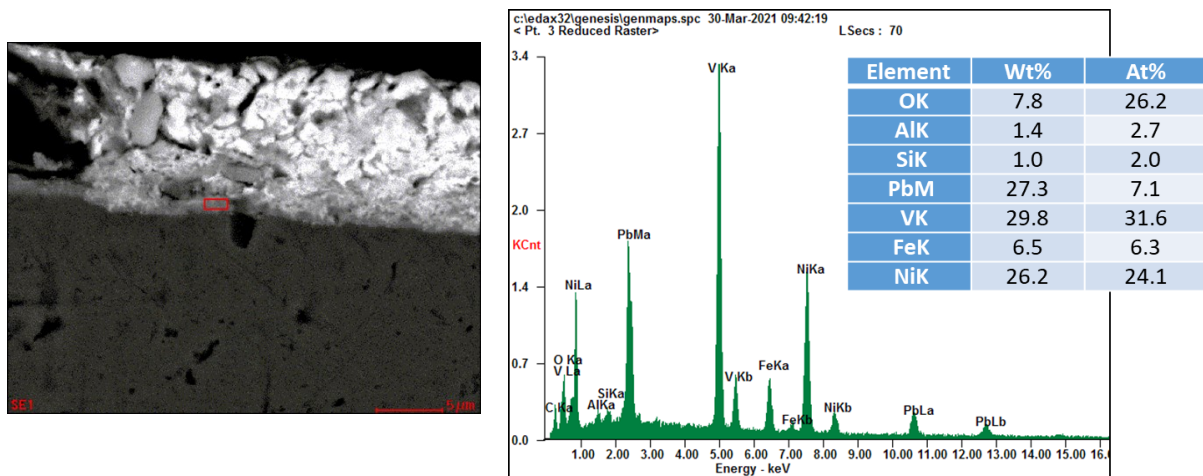 SE1
5µm
c:\edax32\genesis\genmaps.spc 30-Mar-2021 09:42:19
< Pt. 3 Reduced Raster>
LSecs : 70
3.4
2.7
2.0
KCnt
1.4
0.7
0.0
C Ka
O Ka
V La
NiLa
AlKa
SiKa
PbMa
V Ka
V Kb
FeKa
FeKb
NiKa
NiKb
PbLa
PbLb
1.00 2.00 3.00 4.00 5.00 6.00 7.00 8.00 9.00 10.00 11.00 12.00 13.00 14.00 15.00 16.0
Energy - keV
Element Wt% At%
OK 7.8 26.2
AlK 1.4 2.7
SiK 1.0 2.0
PbM 27.3 7.1
VK 29.8 31.6
FeK 6.5 6.3
NiK 26.2 24.1